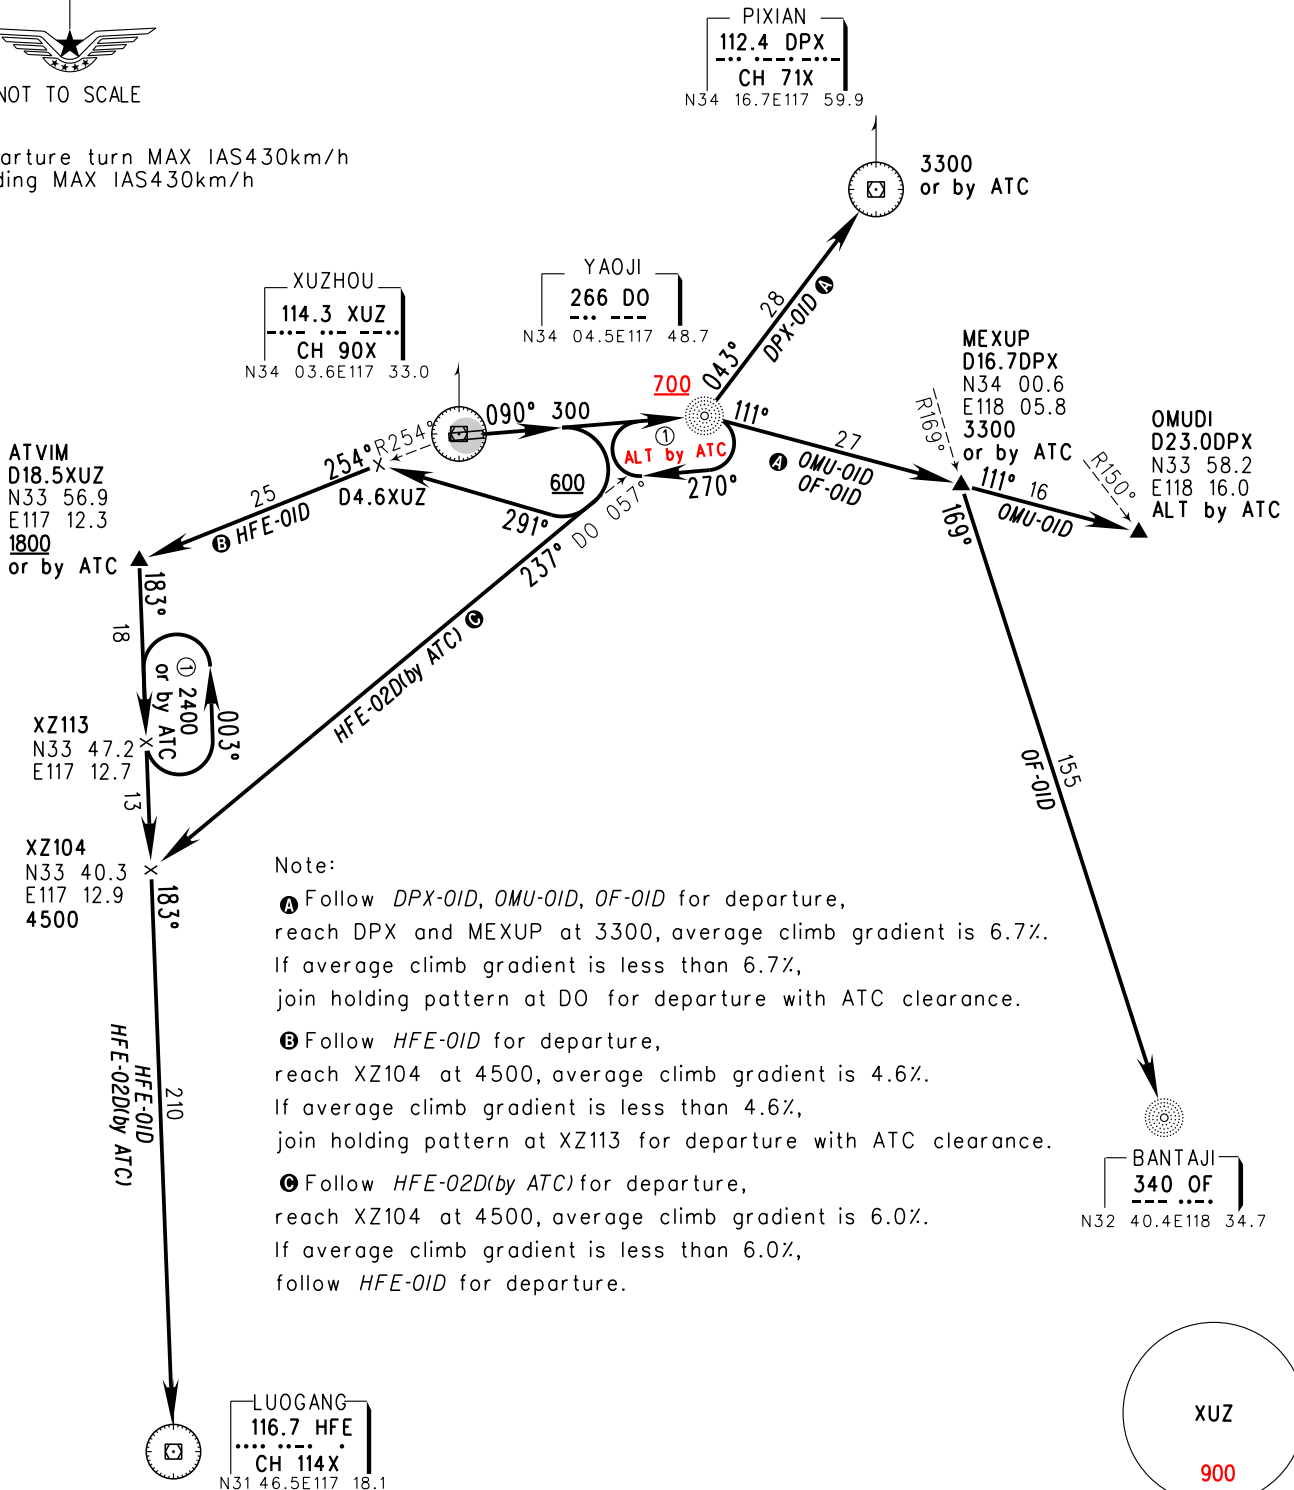 NOT TO SCALE
arture turn MAX IAS430km/h
ding MAX IAS430km/h
PIXIAN
112.4 DPX
CH 71X
N34 16.7E117 59.9
3300
or by ATC
XUZHOU
114.3 XUZ
CH 90X
N34 03.6E117 33.0
YAOJI
266 DO
N34 04.5E117 48.7
28
DPX-01D A
043°
700
090°
300
111°
1
ALT by ATC
270°
27
A OMU-01D
OF-01D
MEXUP
D16.7DPX
N34 00.6
E118 05.8
3300
or by ATC
R169°
OMUDI
D23.0DPX
N33 58.2
E118 16.0
ALT by ATC
R150°
111°
16
OMU-01D
169°
155
OF-01D
ATVIM
D18.5XUZ
N33 56.9
E117 12.3
1800
or by ATC
254°
R254°
D4.6XUZ
25
B HFE-01D
600
291°
237°
DO 057°
HFE-02D(by ATC) C
183°
18
1 2400
or by ATC
003°
XZ113
N33 47.2
E117 12.7
13
XZ104
N33 40.3
E117 12.9
4500
183°
210
HFE-01D
HFE-02D(by ATC)
Note:
A Follow DPX-01D, OMU-01D, OF-01D for departure,
reach DPX and MEXUP at 3300, average climb gradient is 6.7%.
If average climb gradient is less than 6.7%,
join holding pattern at DO for departure with ATC clearance.
B Follow HFE-01D for departure,
reach XZ104 at 4500, average climb gradient is 4.6%.
If average climb gradient is less than 4.6%,
join holding pattern at XZ113 for departure with ATC clearance.
C Follow HFE-02D(by ATC) for departure,
reach XZ104 at 4500, average climb gradient is 6.0%.
If average climb gradient is less than 6.0%,
follow HFE-01D for departure.
BANTAJI
340 OF
N32 40.4E118 34.7
LUOGANG
116.7 HFE
CH 114X
N31 46.5E117 18.1
XUZ
900